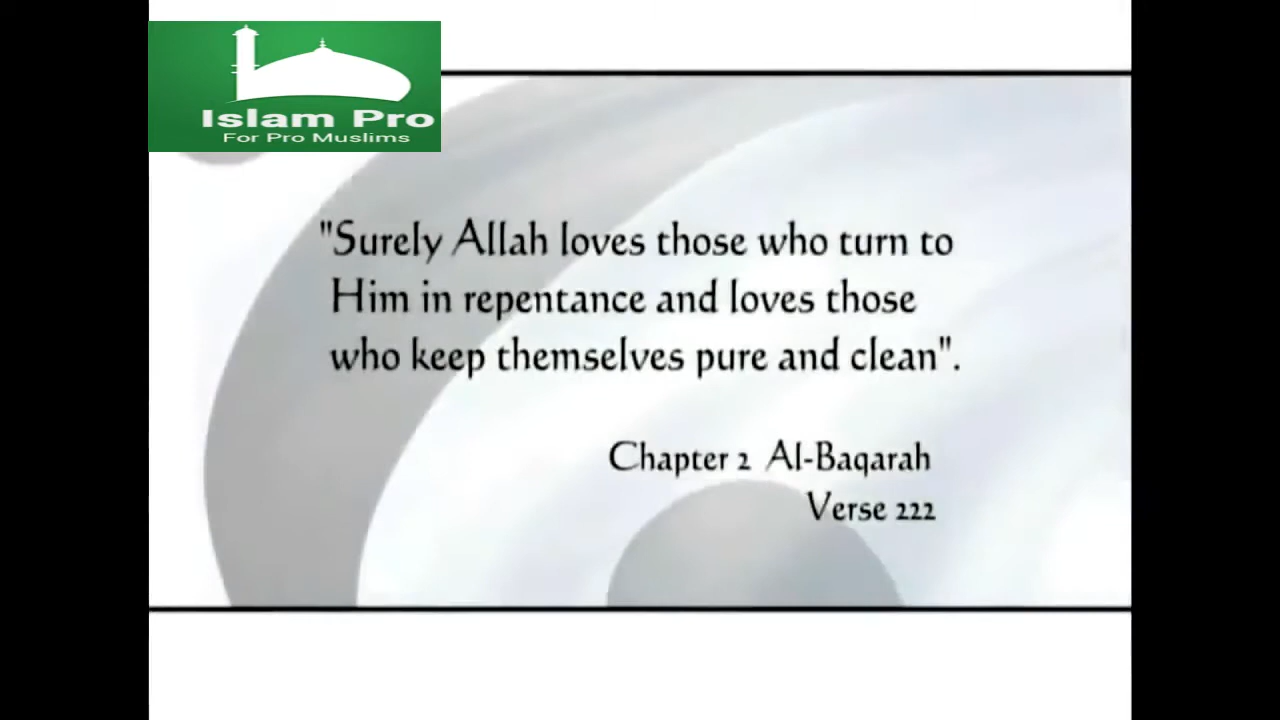 Islam Pro
For Pro Muslims
"Surely Allah loves those who turn to
Him in repentance and loves those
who keep themselves pure and clean".
Chapter 2 Al-Baqarah
Verse 222